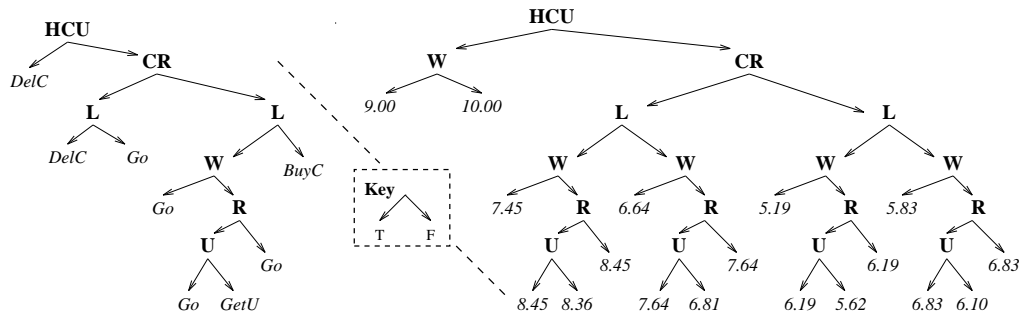 HCU
DelC
CR
L
L
DelC
Go
W
BuyC
Go
R
U
Go
Go
GetU
Key
T
F
HCU
W
CR
9.00
10.00
L
L
W
W
W
W
7.45
R
6.64
R
5.19
R
5.83
R
U
8.45
U
7.64
U
6.19
U
6.83
8.45
8.36
7.64
6.81
6.19
5.62
6.83
6.10